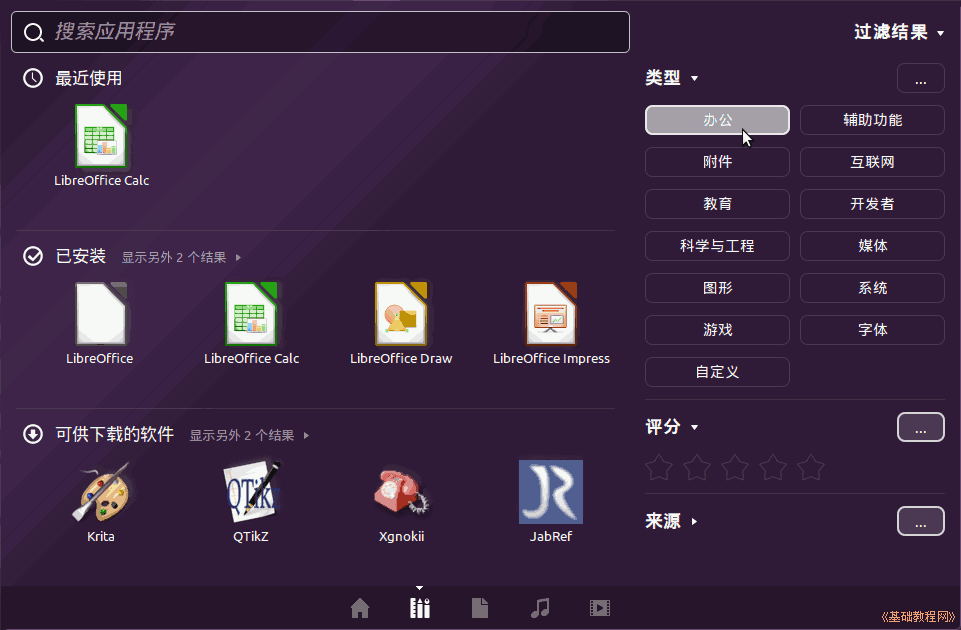 搜索应用程序
过滤结果
最近使用
LibreOffice Calc
已安装 显示另外 2 个结果
LibreOffice LibreOffice Calc LibreOffice Draw LibreOffice Impress
可供下载的软件 显示另外 2 个结果
Krita QTikZ Xgnokii JabRef
类型 ...
办公 辅助功能
附件 互联网
教育 开发者
科学与工程 媒体
图形 系统
游戏 字体
自定义
评分 ...
来源 ...
《基础教程网》